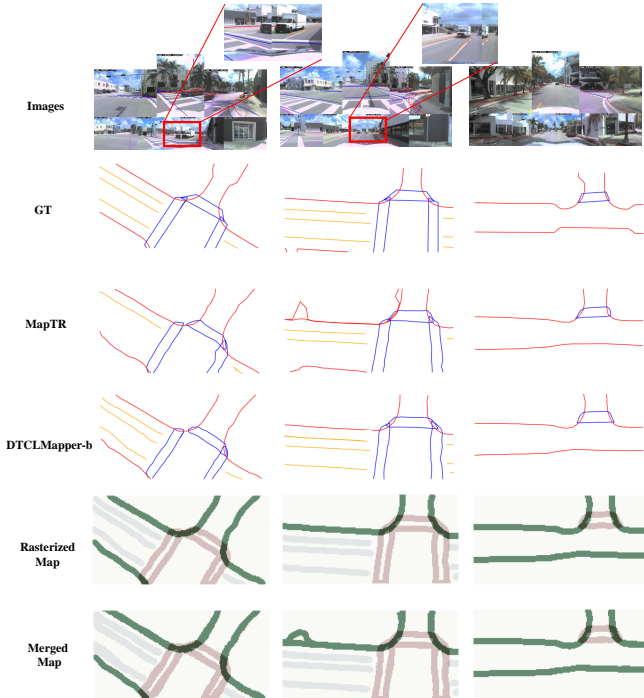 Images
GT
MapTR
DTCLMapper-b
Rasterized
Map
Merged
Map